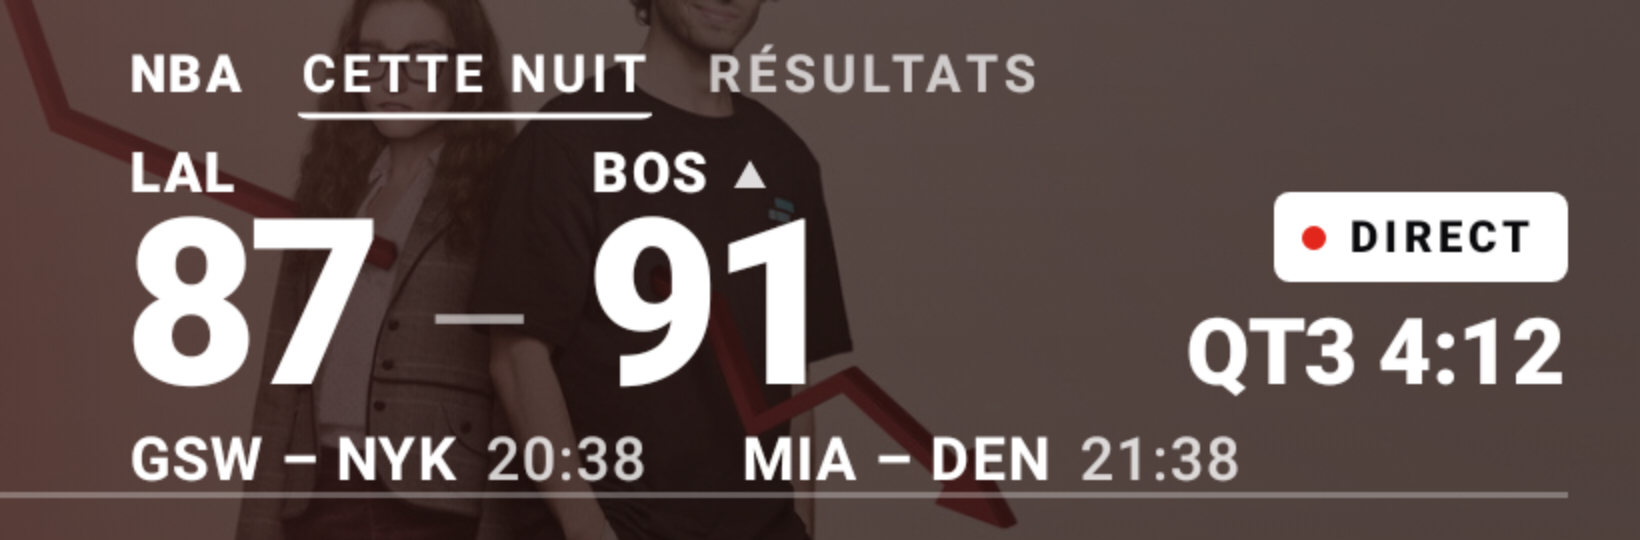 NBA CETTE NUIT RÉSULTATS
LAL BOS ▲
87 – 91
DIRECT
QT3 4:12
GSW – NYK 20:38 MIA – DEN 21:38